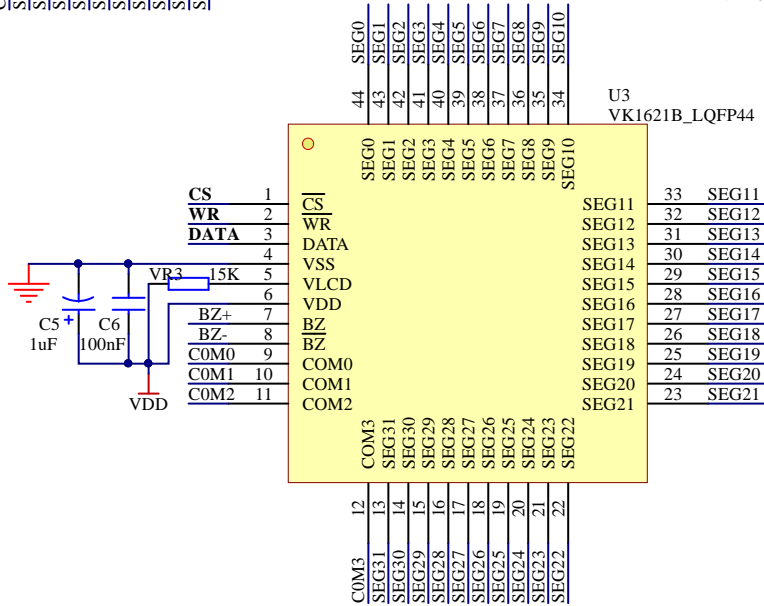 SEG0
SEG1
SEG2
SEG3
SEG4
SEG5
SEG6
SEG7
SEG8
SEG9
SEG10
44
43
42
41
40
39
38
37
36
35
34
U3
VK1621B_LQFP44
SEG0
SEG1
SEG2
SEG3
SEG4
SEG5
SEG6
SEG7
SEG8
SEG9
SEG10
CS 1 CS
WR 2 WR
DATA 3 DATA
4 VSS
VR3 15K 5 VLCD
6 VDD
BZ+ 7 BZ
BZ- 8 BZ
C0M0 9 COM0
C0M1 10 COM1
C0M2 11 COM2
C5
1uF
+
C6
100nF
VDD
SEG11 33 SEG11
SEG12 32 SEG12
SEG13 31 SEG13
SEG14 30 SEG14
SEG15 29 SEG15
SEG16 28 SEG16
SEG17 27 SEG17
SEG18 26 SEG18
SEG19 25 SEG19
SEG20 24 SEG20
SEG21 23 SEG21
COM3
SEG31
SEG30
SEG29
SEG28
SEG27
SEG26
SEG25
SEG24
SEG23
SEG22
12
13
14
15
16
17
18
19
20
21
22
C0M3
SEG31
SEG30
SEG29
SEG28
SEG27
SEG26
SEG25
SEG24
SEG23
SEG22